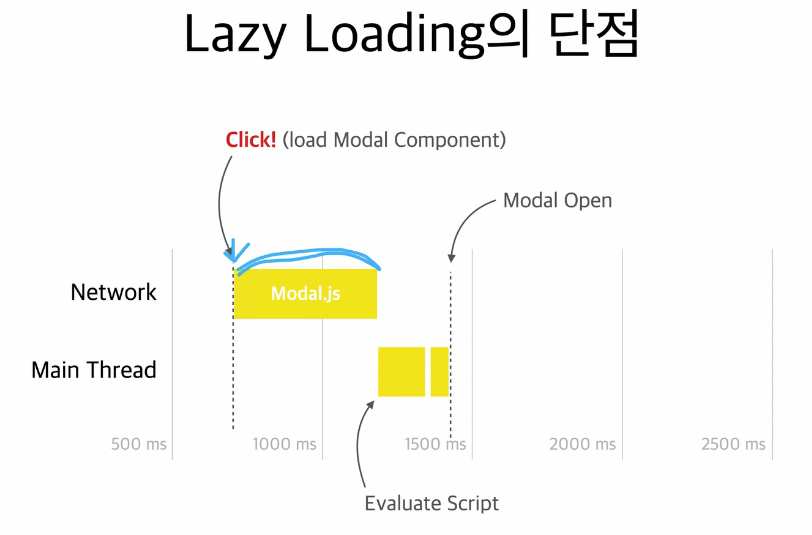 Lazy Loading의 단점
Click! (load Modal Component)
Modal Open
Network
Modal.js
Main Thread
500 ms
1000 ms
1500 ms
2000 ms
2500 ms
Evaluate Script